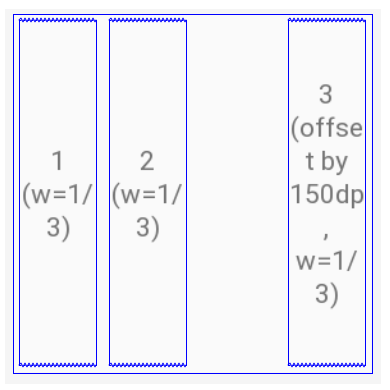 1
(w=1/
3)
2
(w=1/
3)
3
(offse
t by
150dp
,
w=1/
3)